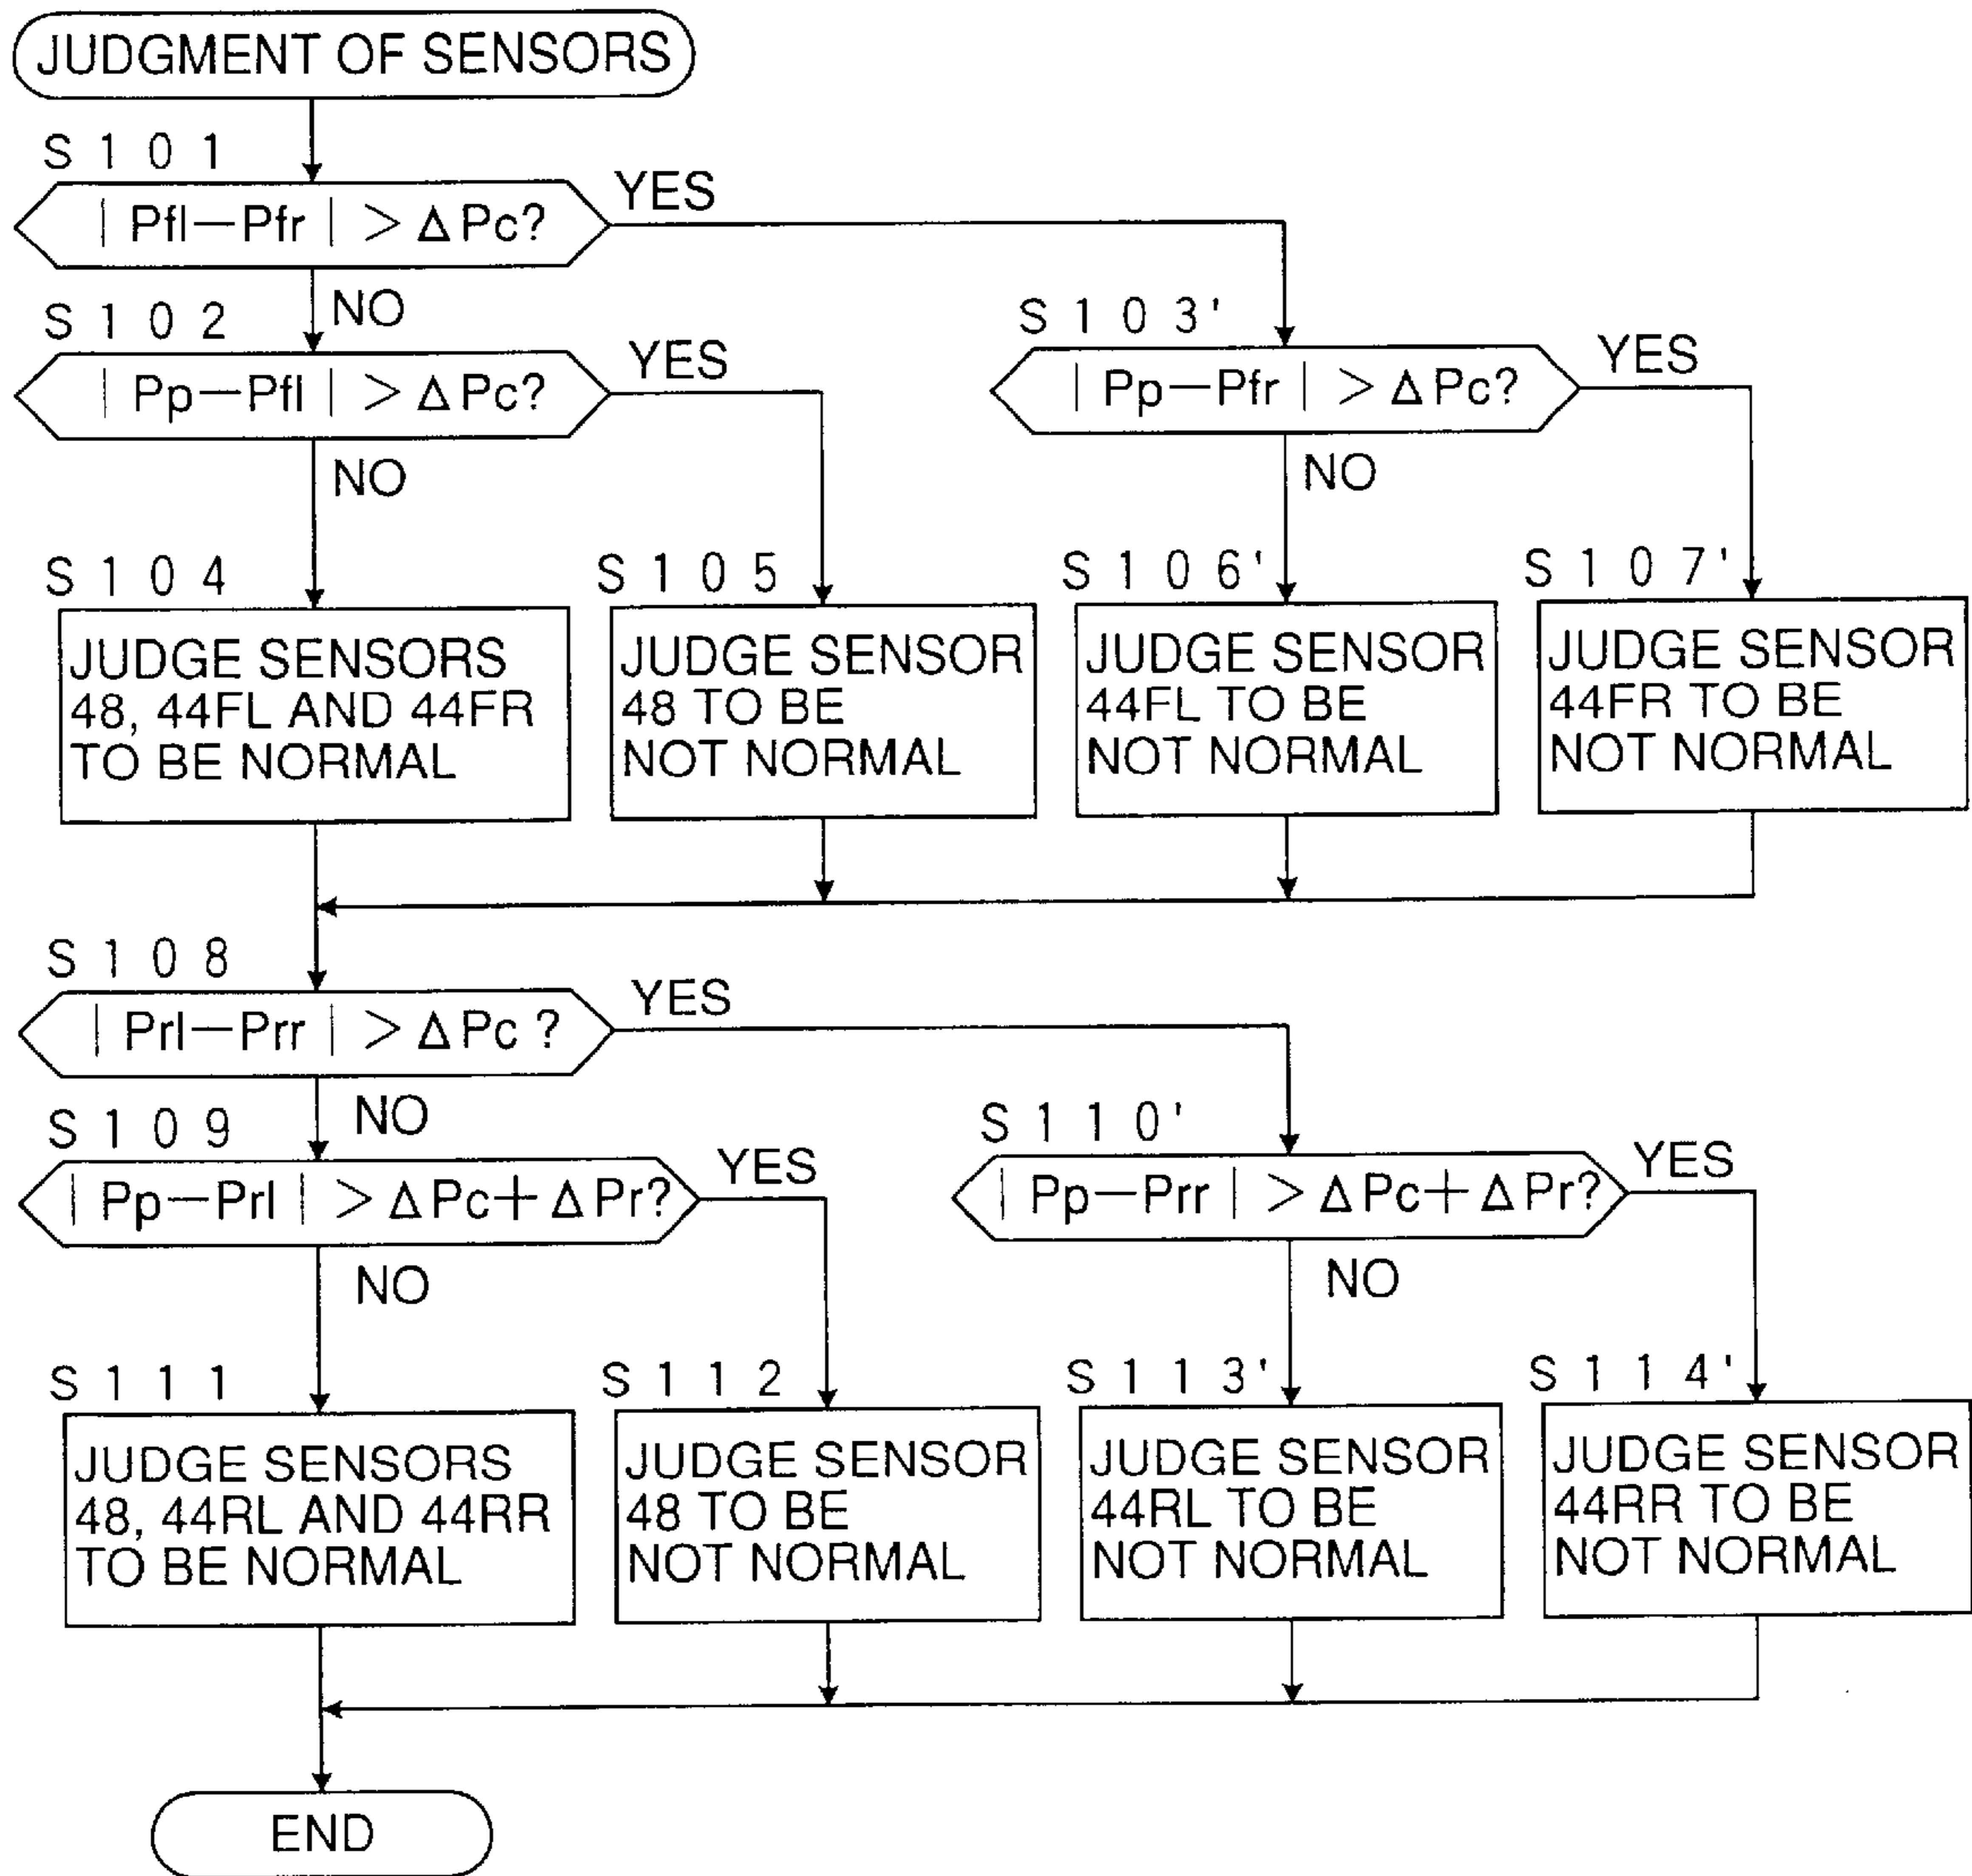 JUDGMENT OF SENSORS
S101
| Pfl—Pfr | > ΔPc?
YES
NO
S102
| Pp—Pfl | > ΔPc?
YES
NO
S103'
| Pp—Pfr | > ΔPc?
YES
NO
S104
JUDGE SENSORS
48, 44FL AND 44FR
TO BE NORMAL
S105
JUDGE SENSOR
48 TO BE
NOT NORMAL
S106'
JUDGE SENSOR
44FL TO BE
NOT NORMAL
S107'
JUDGE SENSOR
44FR TO BE
NOT NORMAL
S108
| Prl—Prr | > ΔPc ?
YES
NO
S109
| Pp—Prl | > ΔPc+ΔPr?
YES
NO
S110'
| Pp—Prr | > ΔPc+ΔPr?
YES
NO
S111
JUDGE SENSORS
48, 44RL AND 44RR
TO BE NORMAL
S112
JUDGE SENSOR
48 TO BE
NOT NORMAL
S113'
JUDGE SENSOR
44RL TO BE
NOT NORMAL
S114'
JUDGE SENSOR
44RR TO BE
NOT NORMAL
END